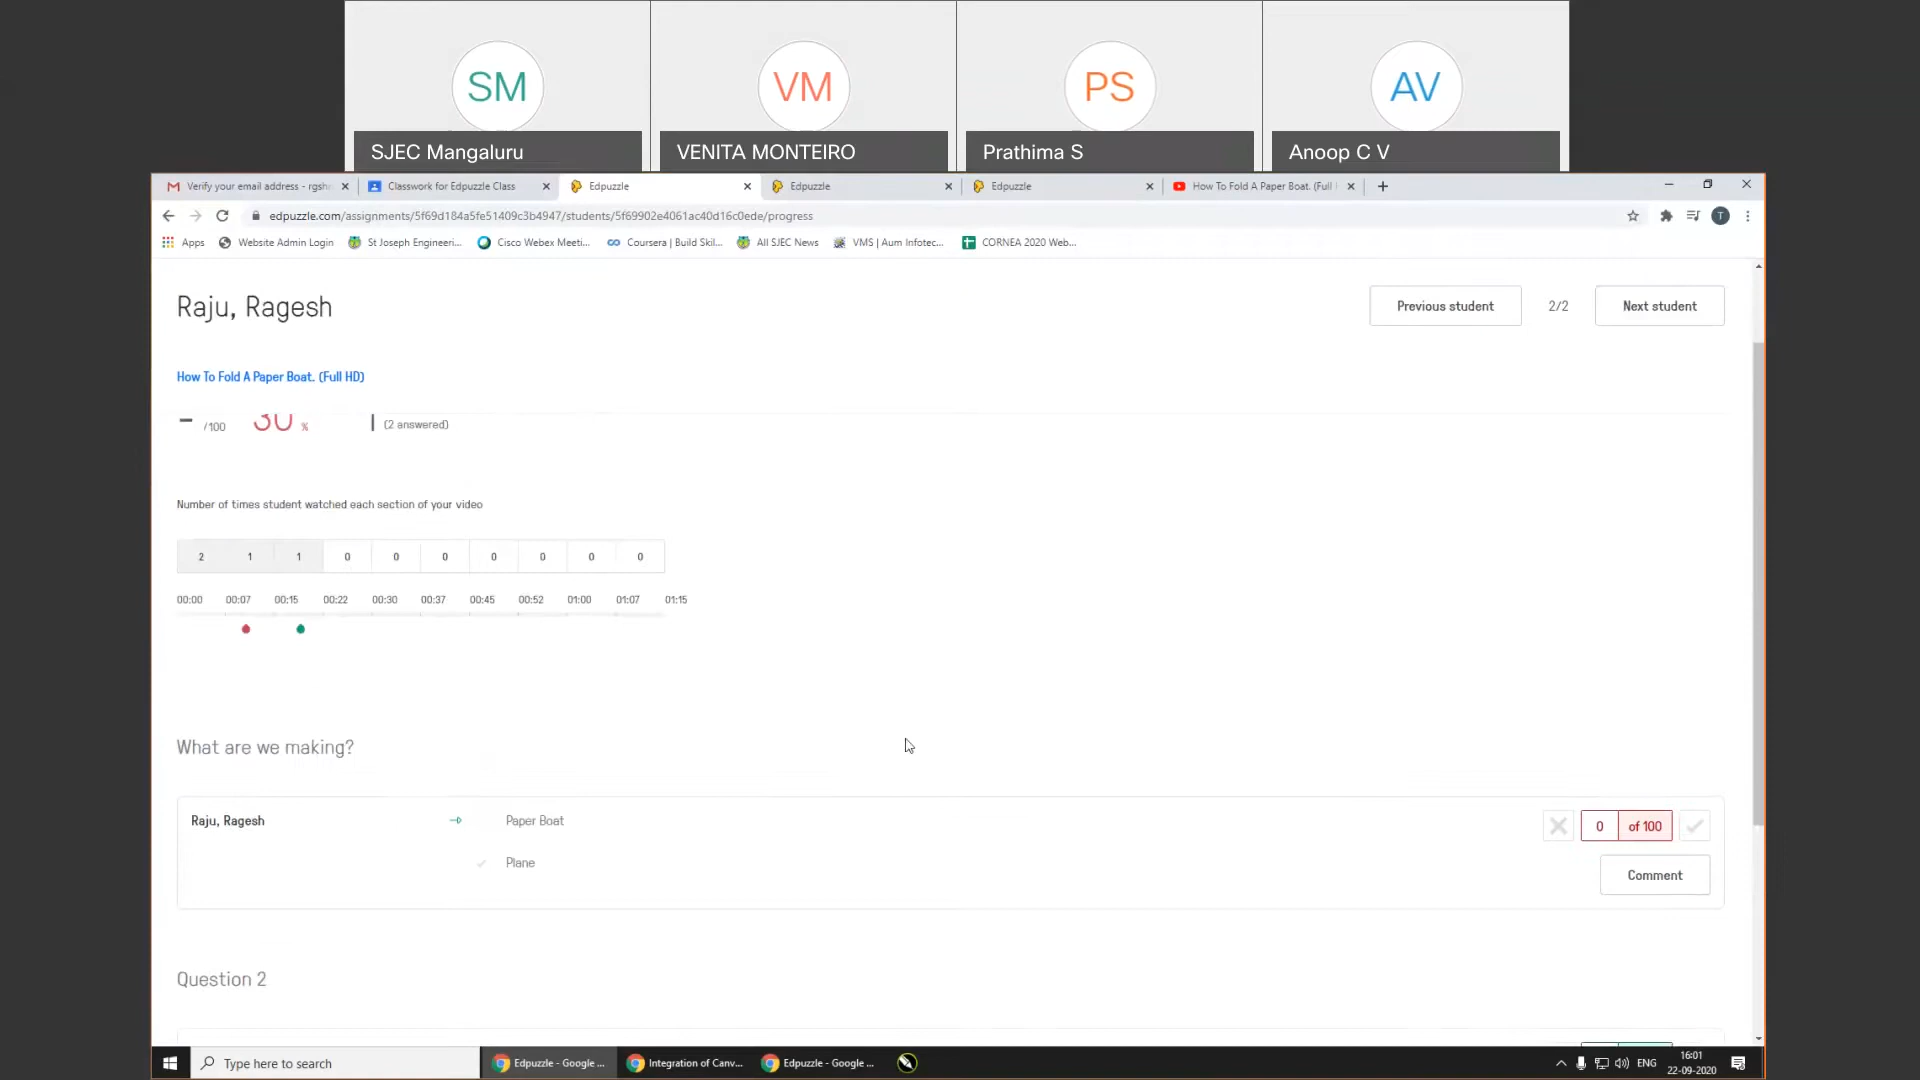 SM
VM
PS
AV
SJEC Mangaluru
VENITA MONTEIRO
Prathima S
Anoop C V
Verify your email address - rgsh
Classwork for Edpuzzle Class
Edpuzzle
Edpuzzle
Edpuzzle
How To Fold A Paper Boat. (Full
edpuzzle.com/assignments/5f69d184a5fe51409c3b4947/students/5f69902e4061ac40d16c0ede/progress
T
Apps
Website Admin Login
St Joseph Engineeri...
Cisco Webex Meeti...
Coursera | Build Skil...
All SJEC News
VMS | Aum Infotec...
CORNEA 2020 Web...
Raju, Ragesh
Previous student
2/2
Next student
How To Fold A Paper Boat. (Full HD)
- /100 30 % (2 answered)
Number of times student watched each section of your video
2 1 1 0 0 0 0 0 0 0
00:00 00:07 00:15 00:22 00:30 00:37 00:45 00:52 01:00 01:07 01:15
What are we making?
Raju, Ragesh
Paper Boat
0 of 100
Plane
Comment
Question 2
Type here to search
Edpuzzle - Google ...
Integration of Canv...
Edpuzzle - Google ...
ENG
16:01
22-09-2020